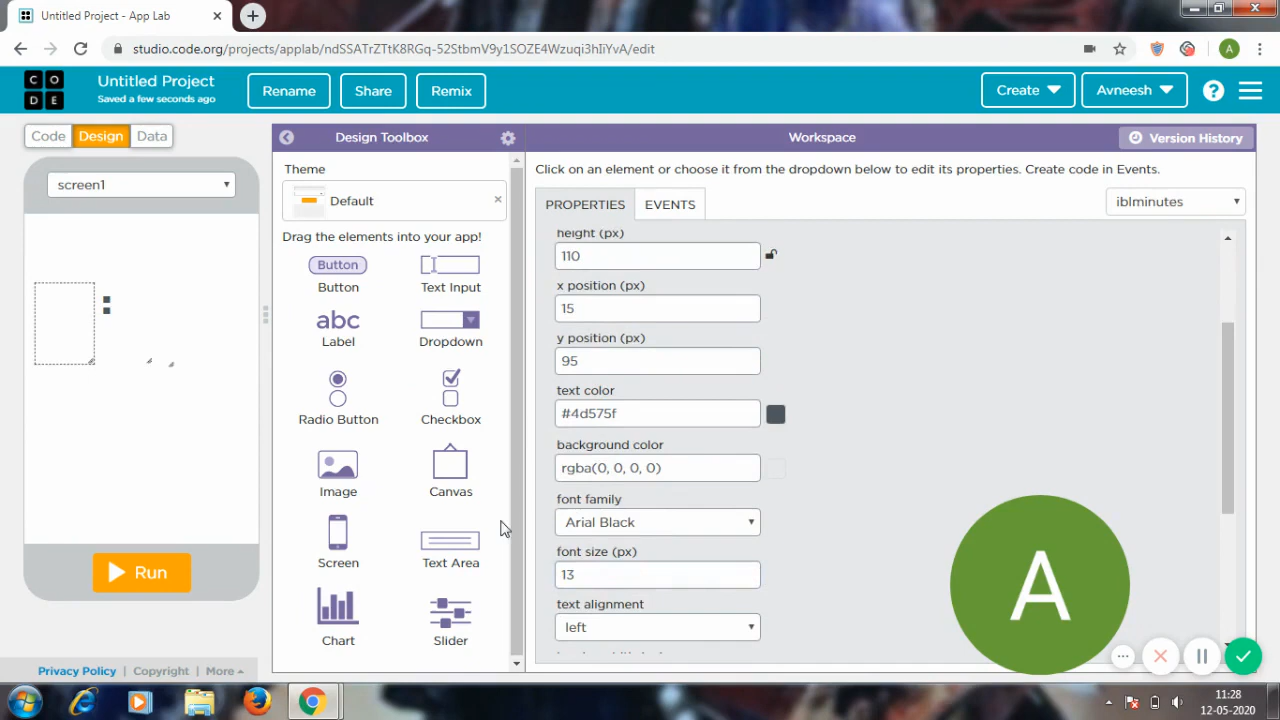 Untitled Project - App Lab
studio.code.org/projects/applab/ndSSATrZTtK8RGq-52StbmV9y1SOZE4Wzuqi3hIiYvA/edit
A
C O
D E
Untitled Project
Saved a few seconds ago
Rename
Share
Remix
Create
Avneesh
?
Code
Design
Data
Design Toolbox
Workspace
Version History
screen1
:
Run
Privacy Policy | Copyright | More
Theme
Default
Drag the elements into your app!
Button
Button
Text Input
abc
Label
Dropdown
Radio Button
Checkbox
Image
Canvas
Screen
Text Area
Chart
Slider
Click on an element or choose it from the dropdown below to edit its properties. Create code in Events.
PROPERTIES
EVENTS
iblminutes
height (px)
110
x position (px)
15
y position (px)
95
text color
#4d575f
background color
rgba(0, 0, 0, 0)
font family
Arial Black
font size (px)
13
text alignment
left
A
11:28
12-05-2020